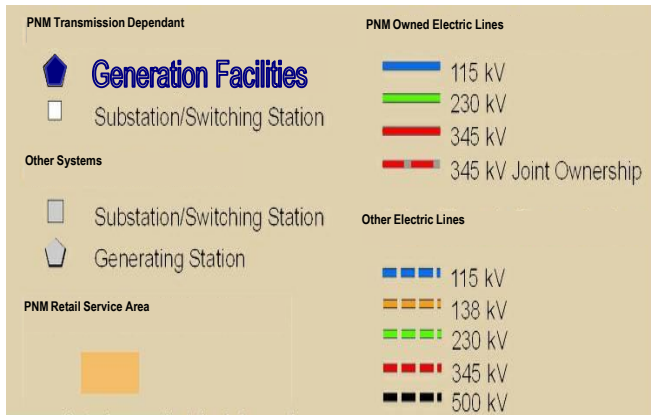 PNM Transmission Dependant
Generation Facilities
Substation/Switching Station
Other Systems
Substation/Switching Station
Generating Station
PNM Retail Service Area
PNM Owned Electric Lines
115 kV
230 kV
345 kV
345 kV Joint Ownership
Other Electric Lines
115 kV
138 kV
230 kV
345 kV
500 kV